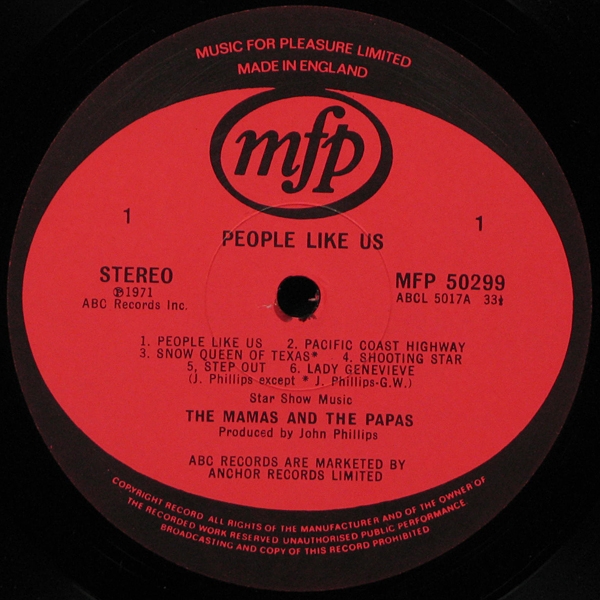 MUSIC FOR PLEASURE LIMITED
MADE IN ENGLAND
mfp
1 1
PEOPLE LIKE US
STEREO MFP 50299
℗1971 ABCL 5017A 33⅓
ABC Records Inc.
1. PEOPLE LIKE US 2. PACIFIC COAST HIGHWAY
3. SNOW QUEEN OF TEXAS* 4. SHOOTING STAR
5. STEP OUT 6. LADY GENEVIEVE
(J. Phillips except * J. Phillips-G.W.)
Star Show Music
THE MAMAS AND THE PAPAS
Produced by John Phillips
ABC RECORDS ARE MARKETED BY
ANCHOR RECORDS LIMITED
COPYRIGHT RECORD ALL RIGHTS OF THE MANUFACTURER AND OF THE OWNER OF
THE RECORDED WORK RESERVED UNAUTHORISED PUBLIC PERFORMANCE
BROADCASTING AND COPY OF THIS RECORD PROHIBITED